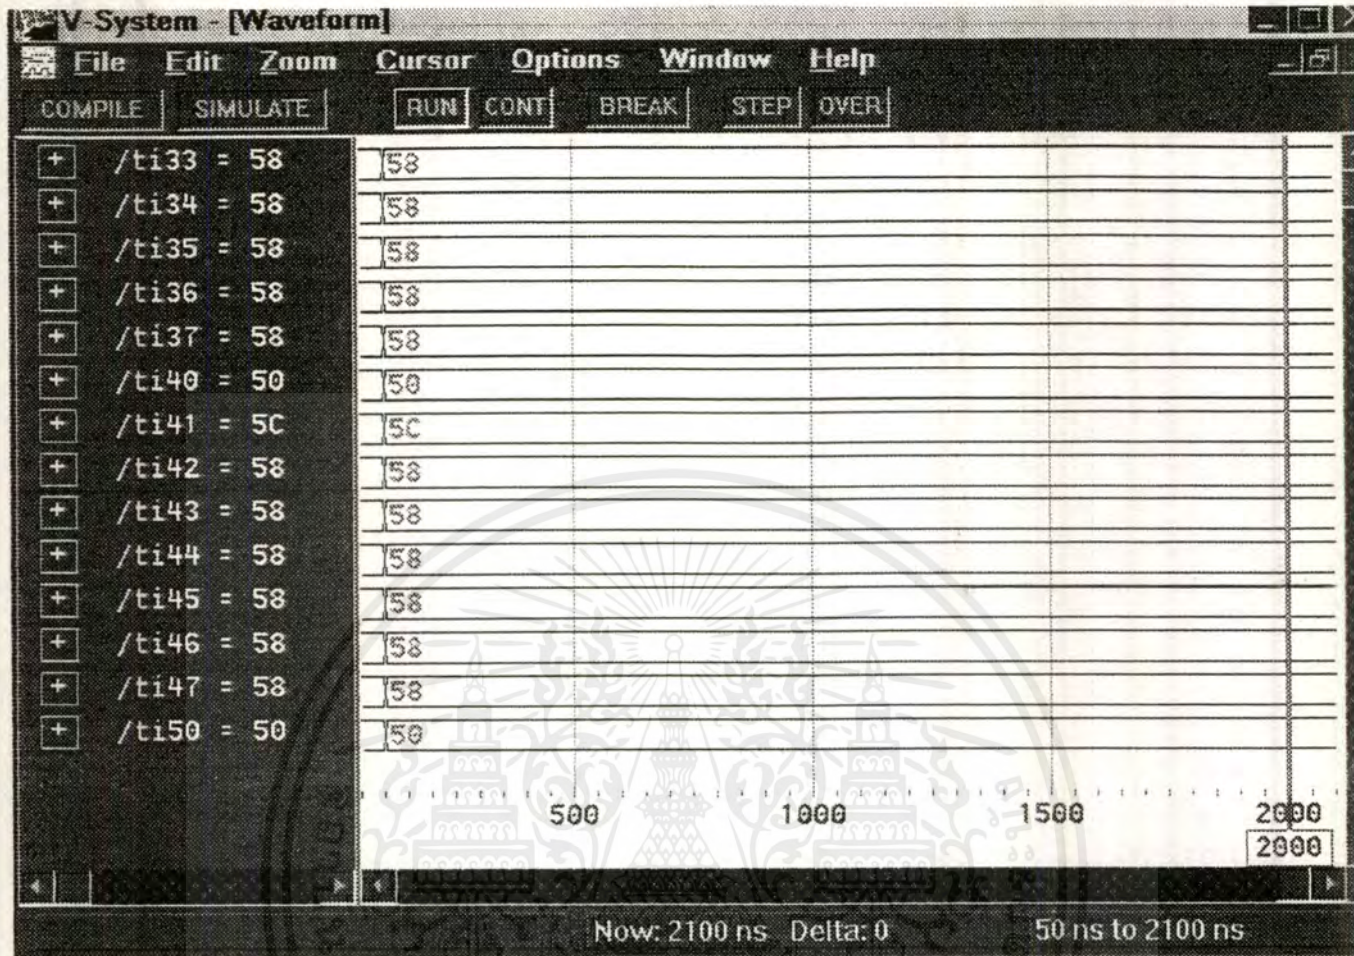 V-System - [Waveform]
File Edit Zoom Cursor Options Window Help
COMPILE SIMULATE RUN CONT BREAK STEP OVER
/ti33 = 58 58
/ti34 = 58 58
/ti35 = 58 58
/ti36 = 58 58
/ti37 = 58 58
/ti40 = 50 50
/ti41 = 5C 5C
/ti42 = 58 58
/ti43 = 58 58
/ti44 = 58 58
/ti45 = 58 58
/ti46 = 58 58
/ti47 = 58 58
/ti50 = 50 50
500 1000 1500 2000
2000
Now: 2100 ns Delta: 0 50 ns to 2100 ns